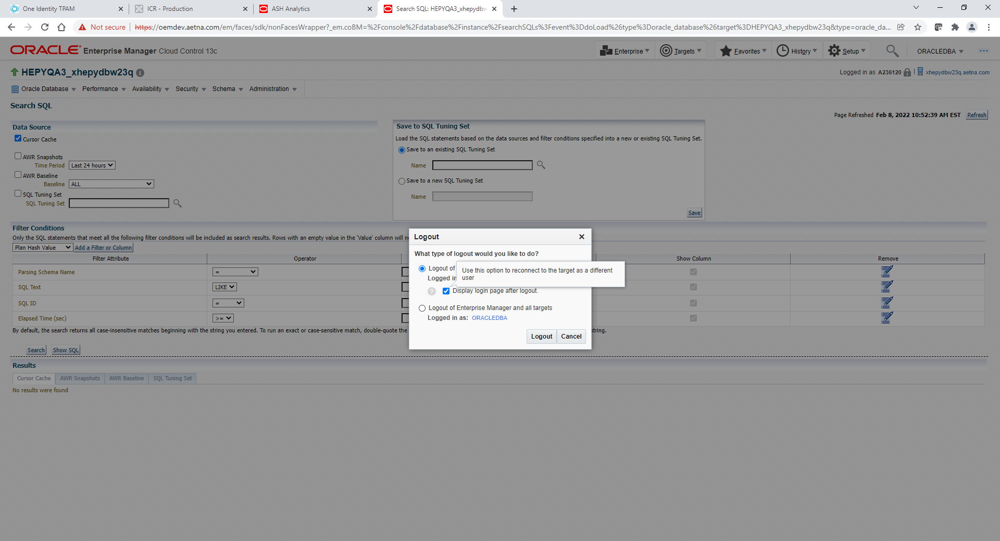 One Identity TPAM
ICR - Production
ASH Analytics
Search SQL: HEPYQA3_xhepydbw
Not secure
https://oemdev.aetna.com/em/faces/sdk/nonFacesWrapper?_em.coBM=%2Fconsole%2Fdatabase%2Finstance%2FsearchSQLs%3Fevent%3DdoLoad%26type%3Doracle_database%26target%3DHEPYQA3_xhepydbw23q&type=oracle_da...
ORACLE Enterprise Manager Cloud Control 13c
Enterprise
Targets
Favorites
History
Setup
ORACLEDBA
HEPYQA3_xhepydbw23q
Logged in as A236120
xhepydbw23q.aetna.com
Oracle Database
Performance
Availability
Security
Schema
Administration
Search SQL
Page Refreshed Feb 8, 2022 10:52:39 AM EST
Refresh
Data Source
Cursor Cache
AWR Snapshots
Time Period Last 24 hours
AWR Baseline
Baseline ALL
SQL Tuning Set
SQL Tuning Set
Save to SQL Tuning Set
Load the SQL statements based on the data sources and filter conditions specified into a new or existing SQL Tuning Set.
Save to an existing SQL Tuning Set
Name
Save to a new SQL Tuning Set
Name
Save
Filter Conditions
Only the SQL statements that meet all the following filter conditions will be included as search results. Rows with an empty value in the 'Value' column will n
Plan Hash Value
Add a Filter or Column
Filter Attribute
Operator
Show Column
Remove
Parsing Schema Name
=
SQL Text
LIKE
SQL ID
=
Elapsed Time (sec)
>=
By default, the search returns all case-insensitive matches beginning with the string you entered. To run an exact or case-sensitive match, double-quote the
string.
Search
Show SQL
Results
Cursor Cache
AWR Snapshots
AWR Baseline
SQL Tuning Set
No results were found
Logout
What type of logout would you like to do?
Logout of
Logged in
Use this option to reconnect to the target as a different
user
? Display login page after logout.
Logout of Enterprise Manager and all targets
Logged in as: ORACLEDBA
Logout
Cancel